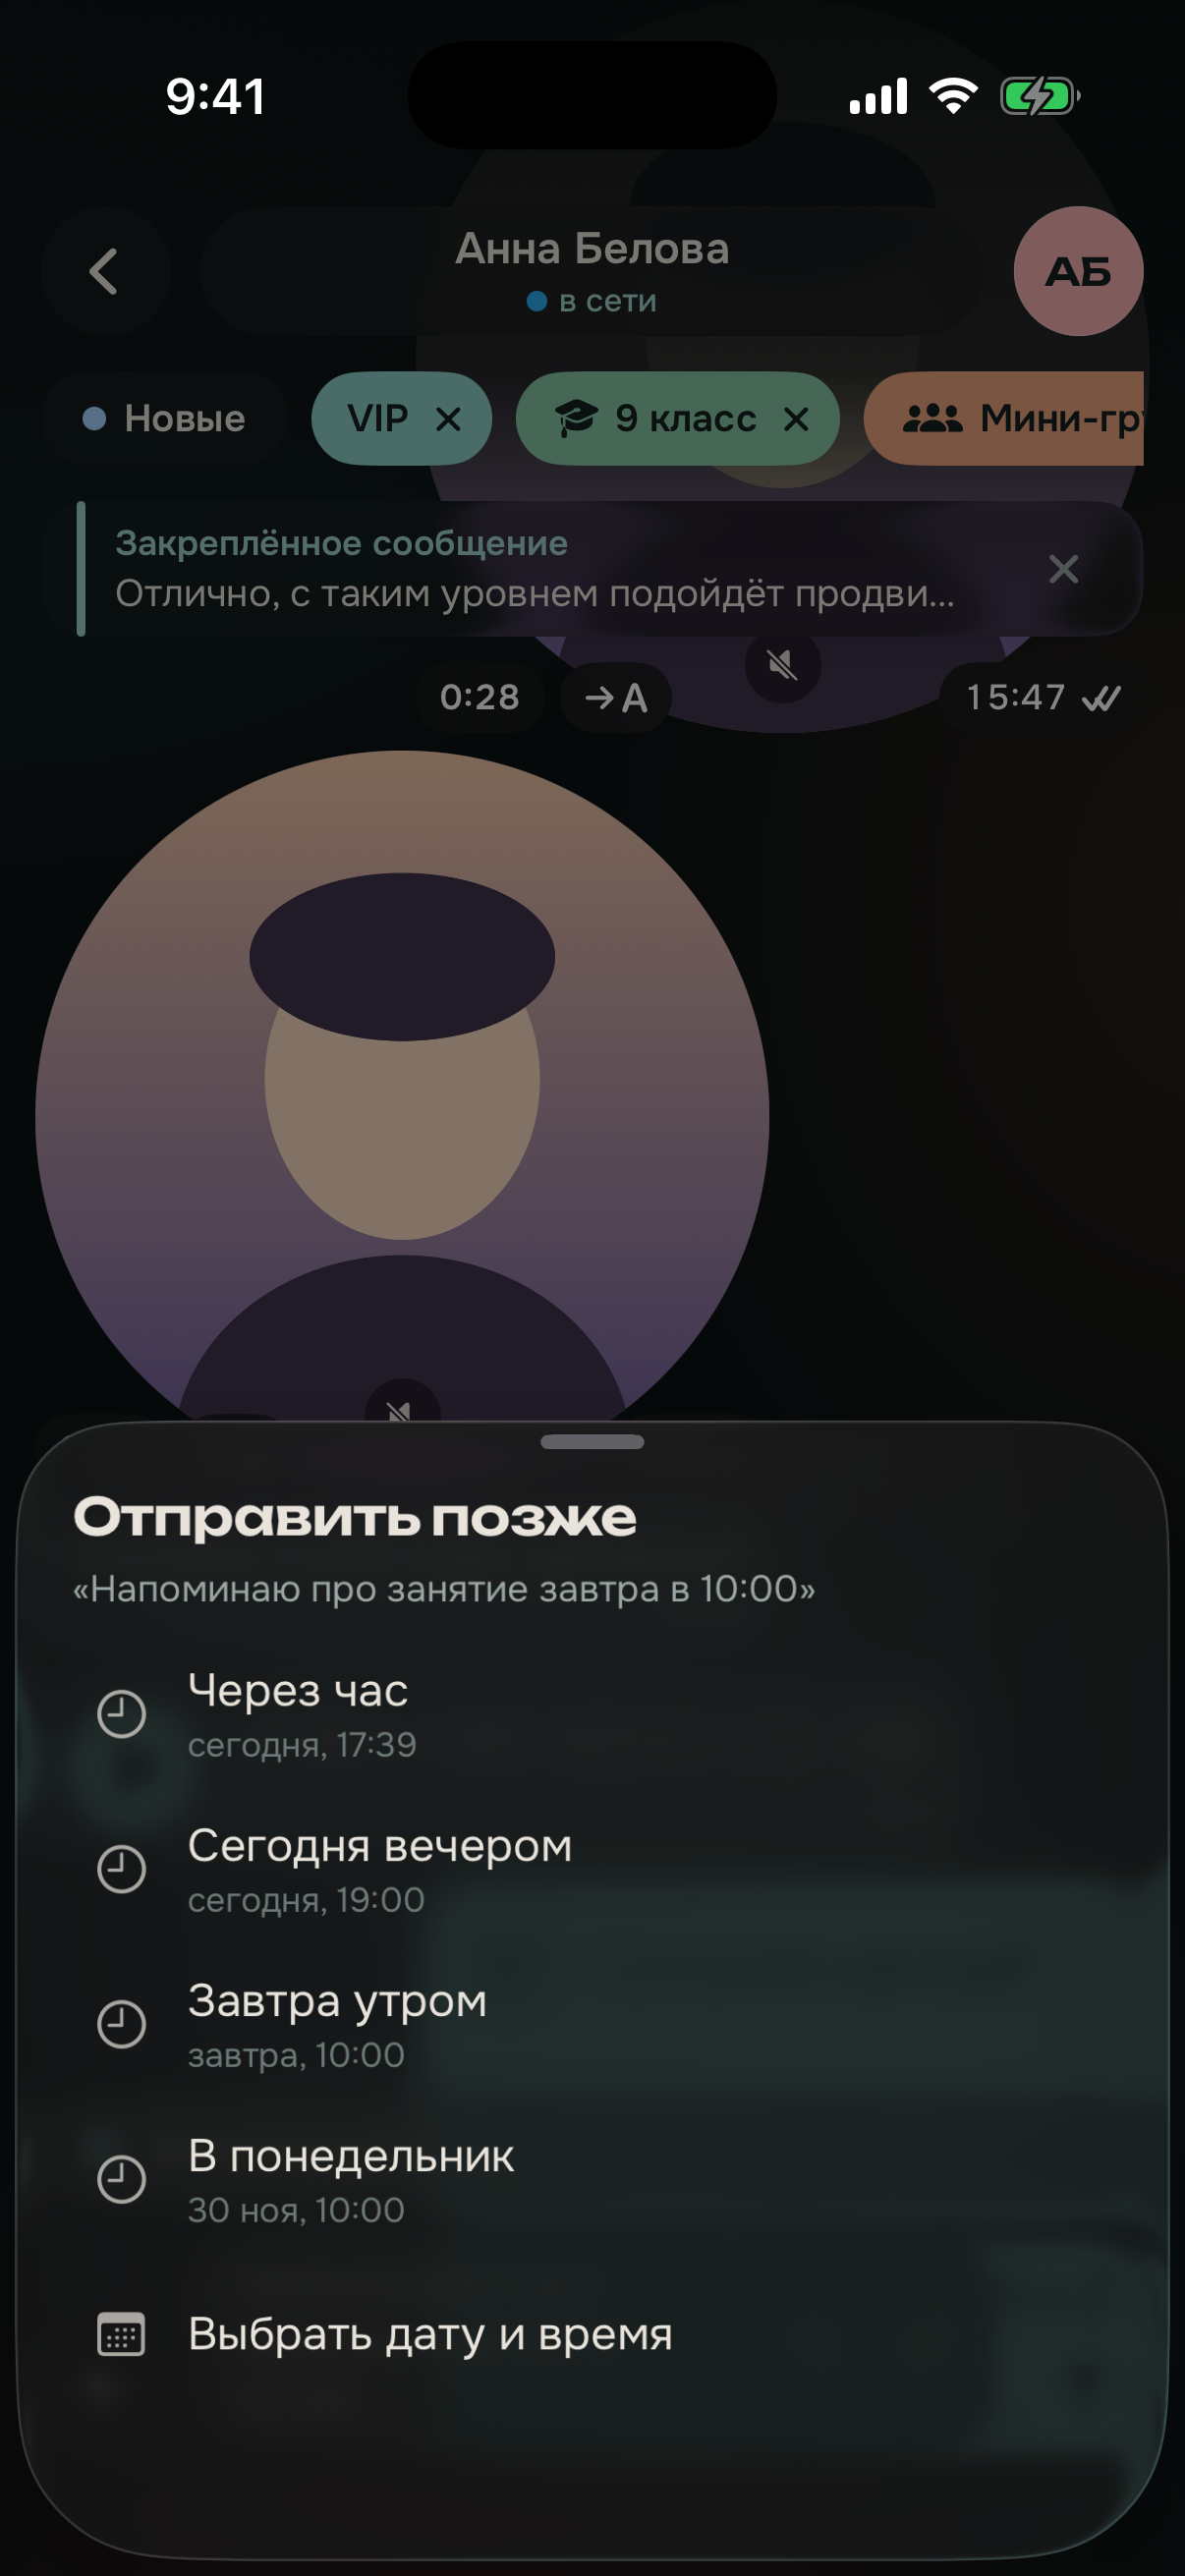 9:41
Анна Белова
в сети
АБ
Новые
VIP
9 класс
Мини-гру
Закреплённое сообщение
Отлично, с таким уровнем подойдёт продви...
0:28
→A
15:47
Отправить позже
«Напоминаю про занятие завтра в 10:00»
Через час
сегодня, 17:39
Сегодня вечером
сегодня, 19:00
Завтра утром
завтра, 10:00
В понедельник
30 ноя, 10:00
Выбрать дату и время